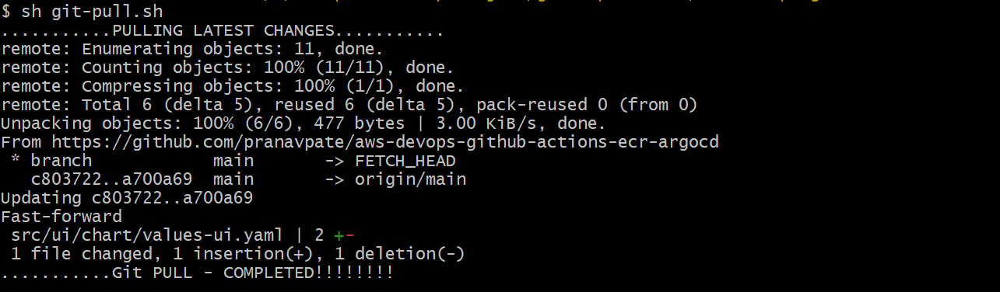 $ sh git-pull.sh
...........PULLING LATEST CHANGES...........
remote: Enumerating objects: 11, done.
remote: Counting objects: 100% (11/11), done.
remote: Compressing objects: 100% (1/1), done.
remote: Total 6 (delta 5), reused 6 (delta 5), pack-reused 0 (from 0)
Unpacking objects: 100% (6/6), 477 bytes | 3.00 KiB/s, done.
From https://github.com/pranavpate/aws-devops-github-actions-ecr-argocd
 * branch            main       -> FETCH_HEAD
   c803722..a700a69  main       -> origin/main
Updating c803722..a700a69
Fast-forward
 src/ui/chart/values-ui.yaml | 2 +-
 1 file changed, 1 insertion(+), 1 deletion(-)
...........Git PULL - COMPLETED!!!!!!!!